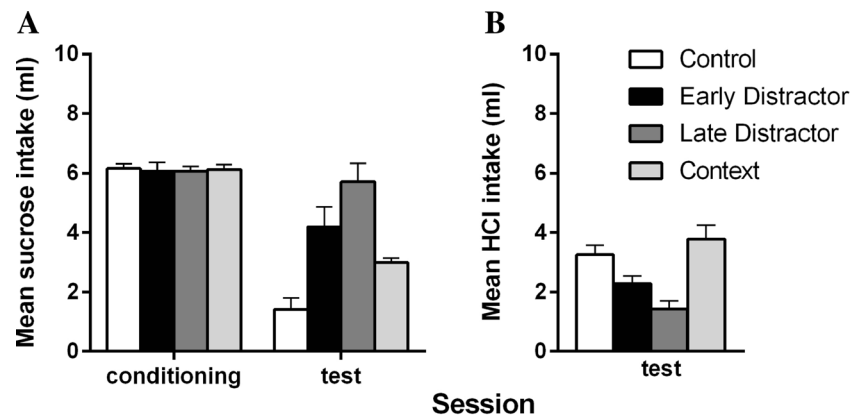 A
Mean sucrose intake (ml)
10
8
6
4
2
0
conditioning
test
B
Mean HCl intake (ml)
10
8
6
4
2
0
Control
Early Distractor
Late Distractor
Context
test
Session